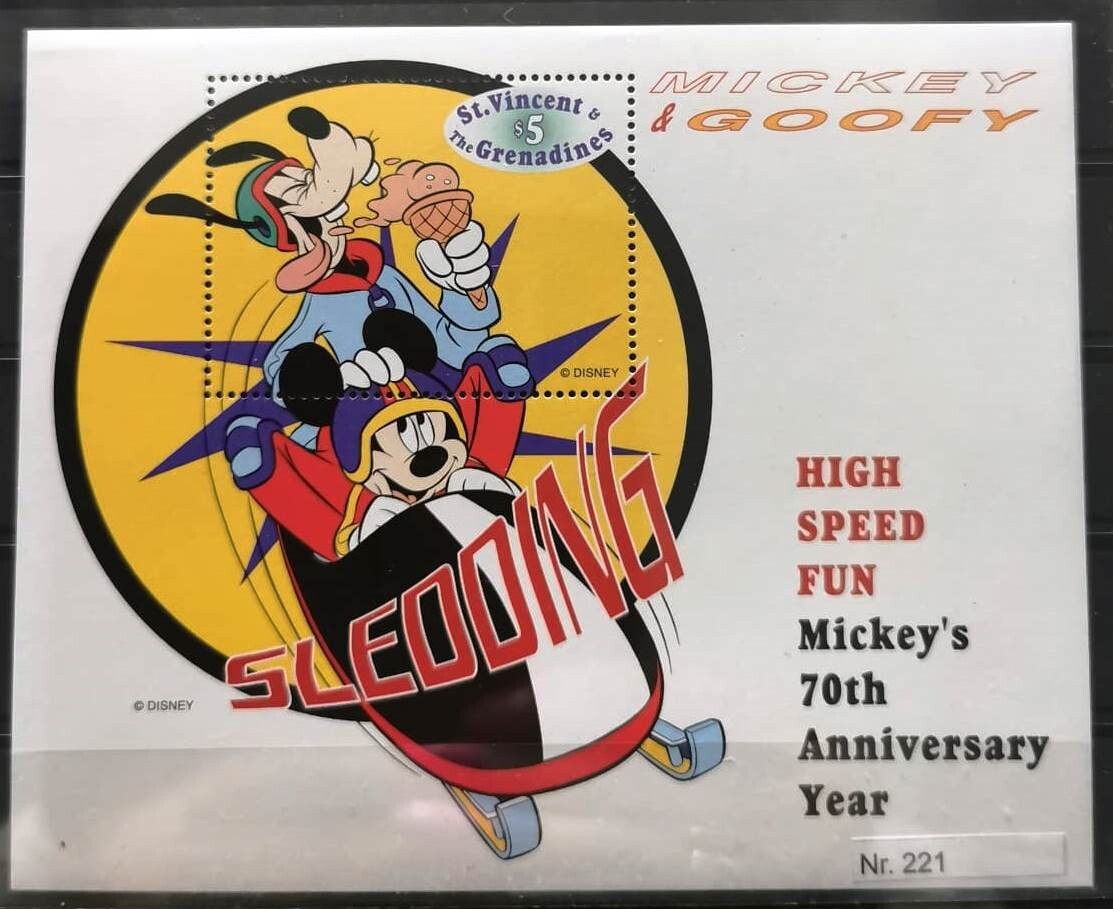 MICKEY
& GOOFY
St. Vincent &
$5
The Grenadines
© DISNEY
SLEDDING
HIGH
SPEED
FUN
Mickey's
70th
Anniversary
Year
© DISNEY
Nr. 221